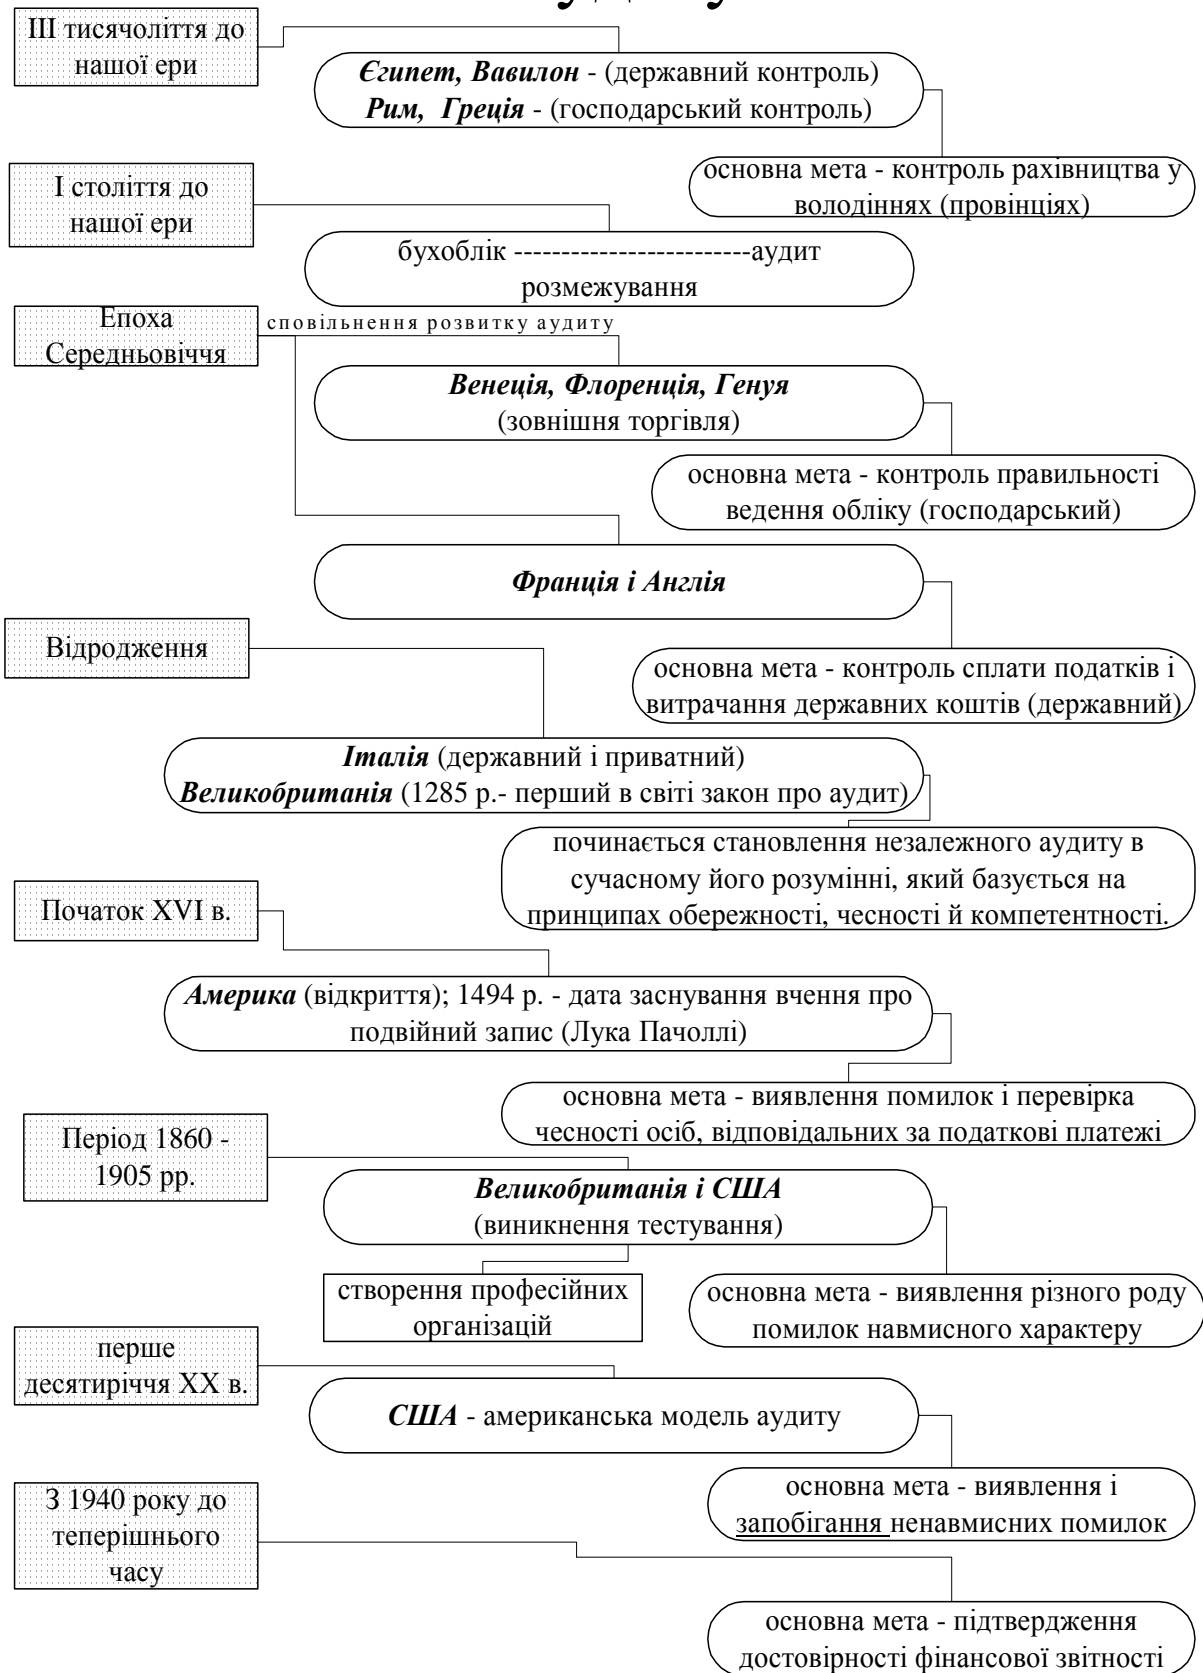 ІІІ тисячоліття до
нашої ери
Єгипет, Вавилон - (державний контроль)
Рим, Греція - (господарський контроль)
основна мета - контроль рахівництва у
володіннях (провінціях)
І століття до
нашої ери
бухоблік -------------------------аудит
розмежування
Епоха
Середньовіччя
сповільнення розвитку аудиту
Венеція, Флоренція, Генуя
(зовнішня торгівля)
основна мета - контроль правильності
ведення обліку (господарський)
Франція і Англія
Відродження
основна мета - контроль сплати податків і
витрачання державних коштів (державний)
Італія (державний і приватний)
Великобританія (1285 р.- перший в світі закон про аудит)
починається становлення незалежного аудиту в
сучасному його розумінні, який базується на
принципах обережності, чесності й компетентності.
Початок XVI в.
Америка (відкриття); 1494 р. - дата заснування вчення про
подвійний запис (Лука Пачоллі)
основна мета - виявлення помилок і перевірка
чесності осіб, відповідальних за податкові платежі
Період 1860 -
1905 рр.
Великобританія і США
(виникнення тестування)
створення професійних
організацій
основна мета - виявлення різного роду
помилок навмисного характеру
перше
десятиріччя ХХ в.
США - американська модель аудиту
основна мета - виявлення і
запобігання ненавмисних помилок
З 1940 року до
теперішнього
часу
основна мета - підтвердження
достовірності фінансової звітності